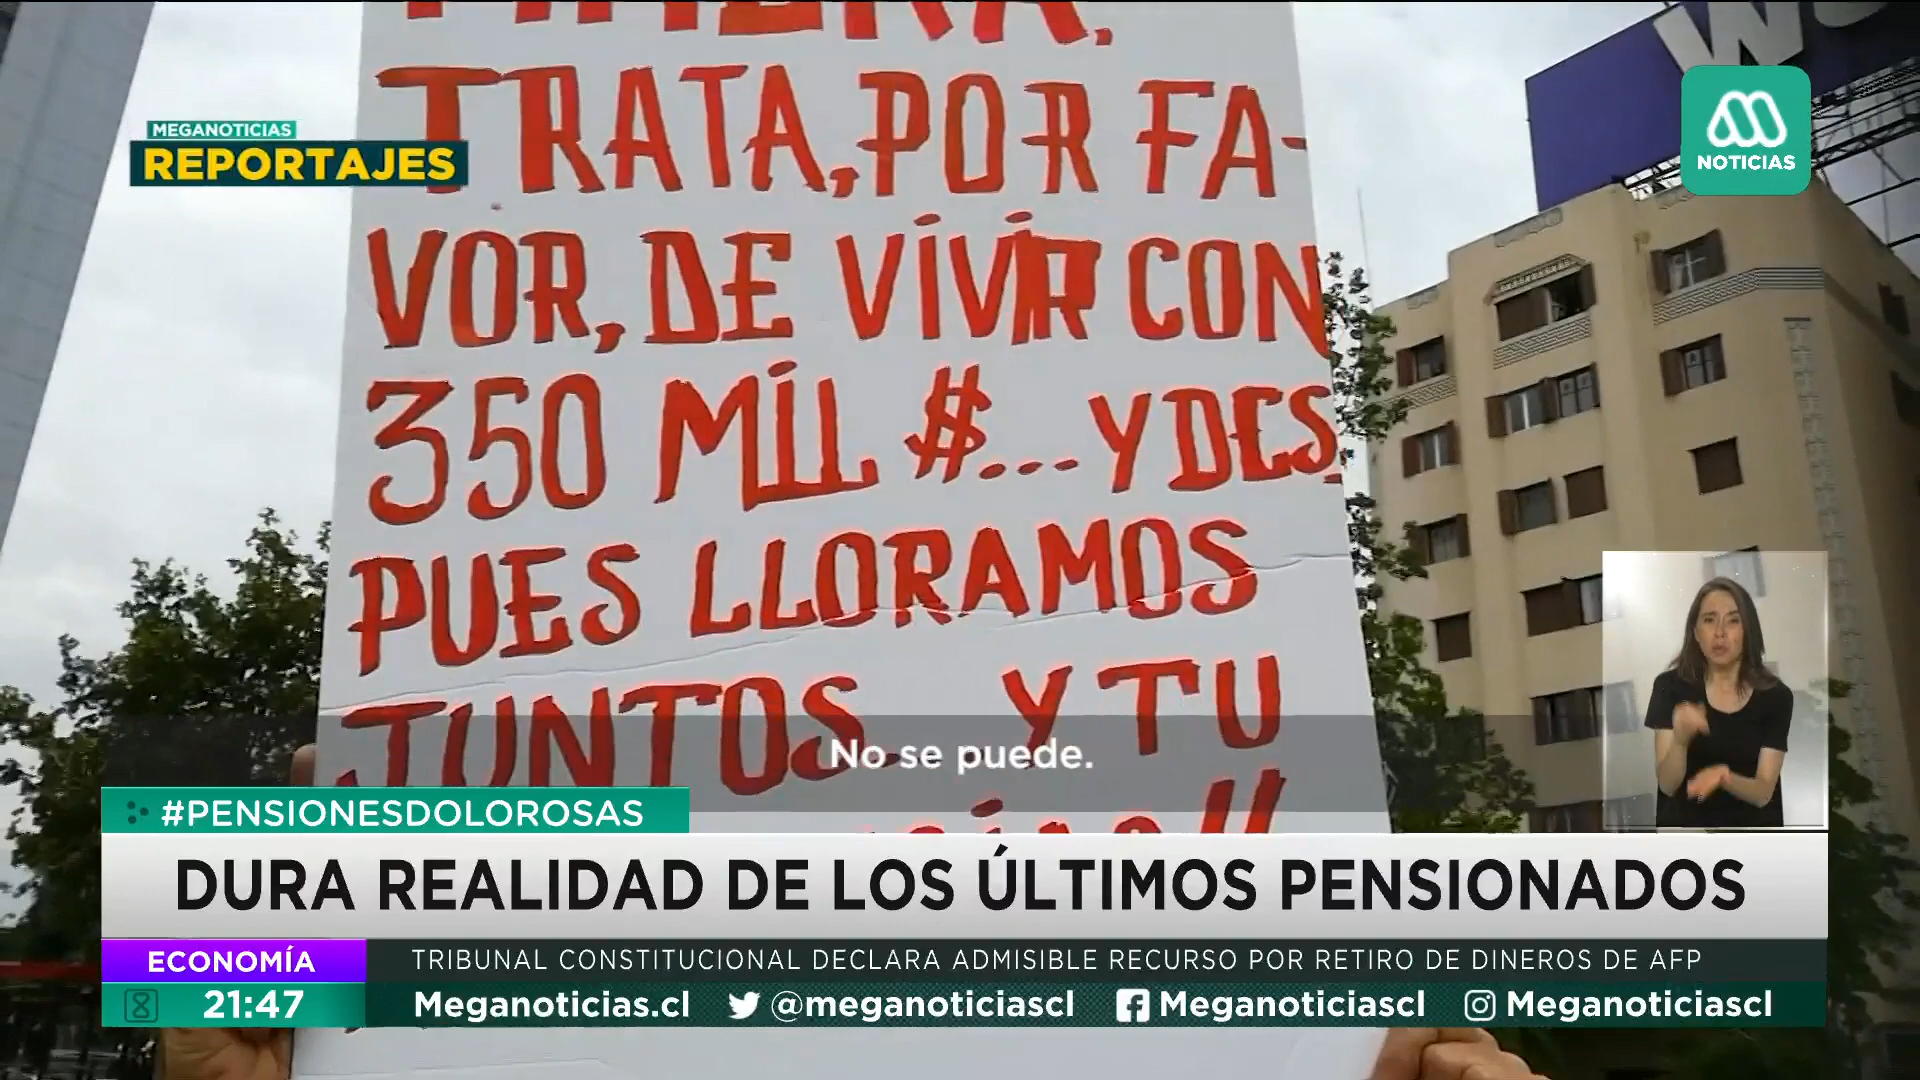 TRATA, POR FA-
VOR, DE VIVIR CON
350 MIL $... Y DES
PUES LLORAMOS
JUNTOS... Y TU
MEGANOTICIAS
REPORTAJES
NOTICIAS
No se puede.
#PENSIONESDOLOROSAS
DURA REALIDAD DE LOS ÚLTIMOS PENSIONADOS
ECONOMÍA
TRIBUNAL CONSTITUCIONAL DECLARA ADMISIBLE RECURSO POR RETIRO DE DINEROS DE AFP
21:47
Meganoticias.cl @meganoticiascl Meganoticiascl Meganoticiascl